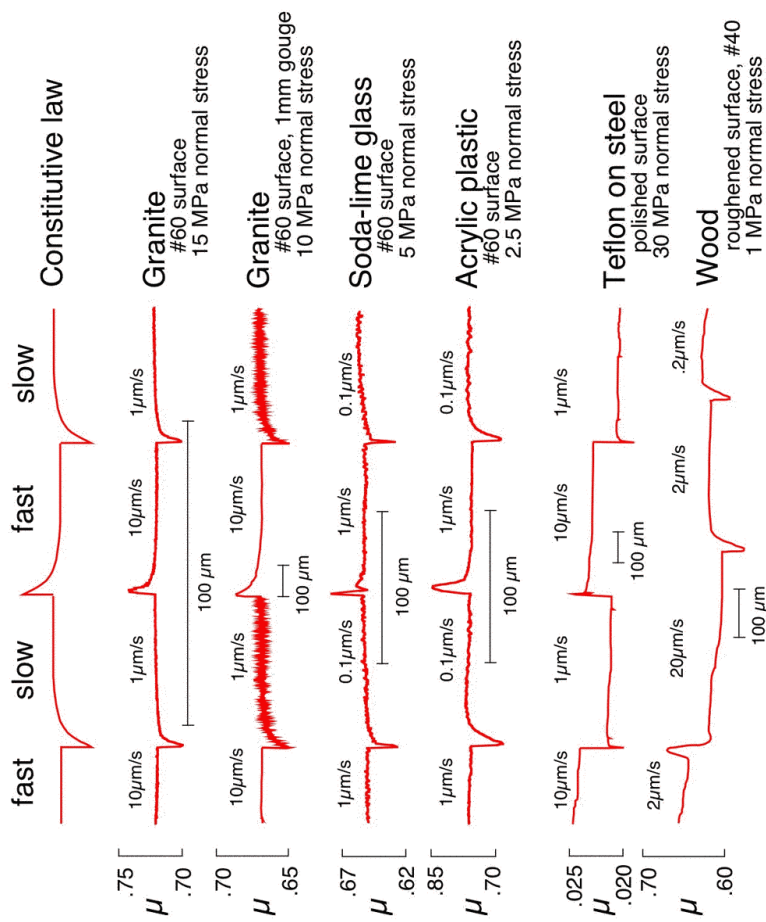 fast slow fast slow
Constitutive law
.75
μ
.70
10μm/s 1μm/s 10μm/s 1μm/s
100 μm
Granite
#60 surface
15 MPa normal stress
.70
μ
.65
10μm/s 1μm/s 10μm/s 1μm/s
100 μm
Granite
#60 surface, 1mm gouge
10 MPa normal stress
.67
μ
.62
1μm/s 0.1μm/s 1μm/s 0.1μm/s
100 μm
Soda-lime glass
#60 surface
5 MPa normal stress
.85
μ
.70
1μm/s 0.1μm/s 1μm/s 0.1μm/s
100 μm
Acrylic plastic
#60 surface
2.5 MPa normal stress
.025
μ
.020
10μm/s 1μm/s 10μm/s 1μm/s
100 μm
Teflon on steel
polished surface
30 MPa normal stress
.70
μ
.60
2μm/s 20μm/s 2μm/s .2μm/s
100 μm
Wood
roughened surface, #40
1 MPa normal stress